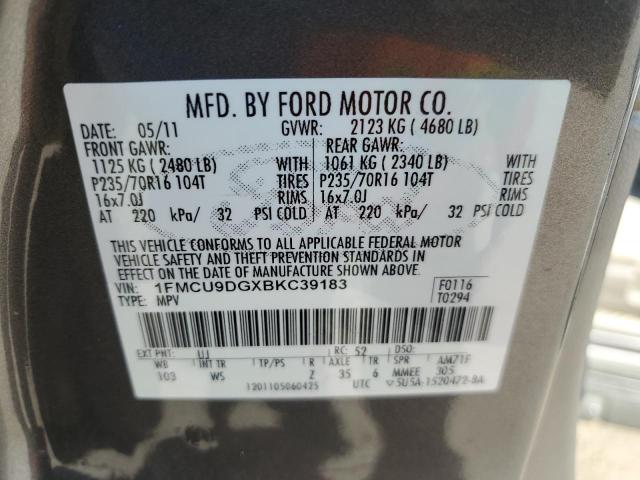 MFD. BY FORD MOTOR CO.
DATE: 05/11 GVWR: 2123 KG ( 4680 LB)
FRONT GAWR: REAR GAWR:
1125 KG ( 2480 LB) WITH 1061 KG ( 2340 LB) WITH
P235/70R16 104T TIRES P235/70R16 104T TIRES
16x7.0J RIMS 16x7.0J RIMS
AT 220 kPa/ 32 PSI COLD AT 220 kPa/ 32 PSI COLD
THIS VEHICLE CONFORMS TO ALL APPLICABLE FEDERAL MOTOR
VEHICLE SAFETY AND THEFT PREVENTION STANDARDS IN
EFFECT ON THE DATE OF MANUFACTURE SHOWN ABOVE.
VIN: 1FMCU9DGXBKC39183 F0116
TYPE: MPV T0294
EXT PNT: UJ RC: 52 DSO:
WB INT TR TP/PS R AXLE TR SPR AM71F
103 WS Z 35 6 MMEE 305
1201105060425 UTC 5U5A-1520472-BA